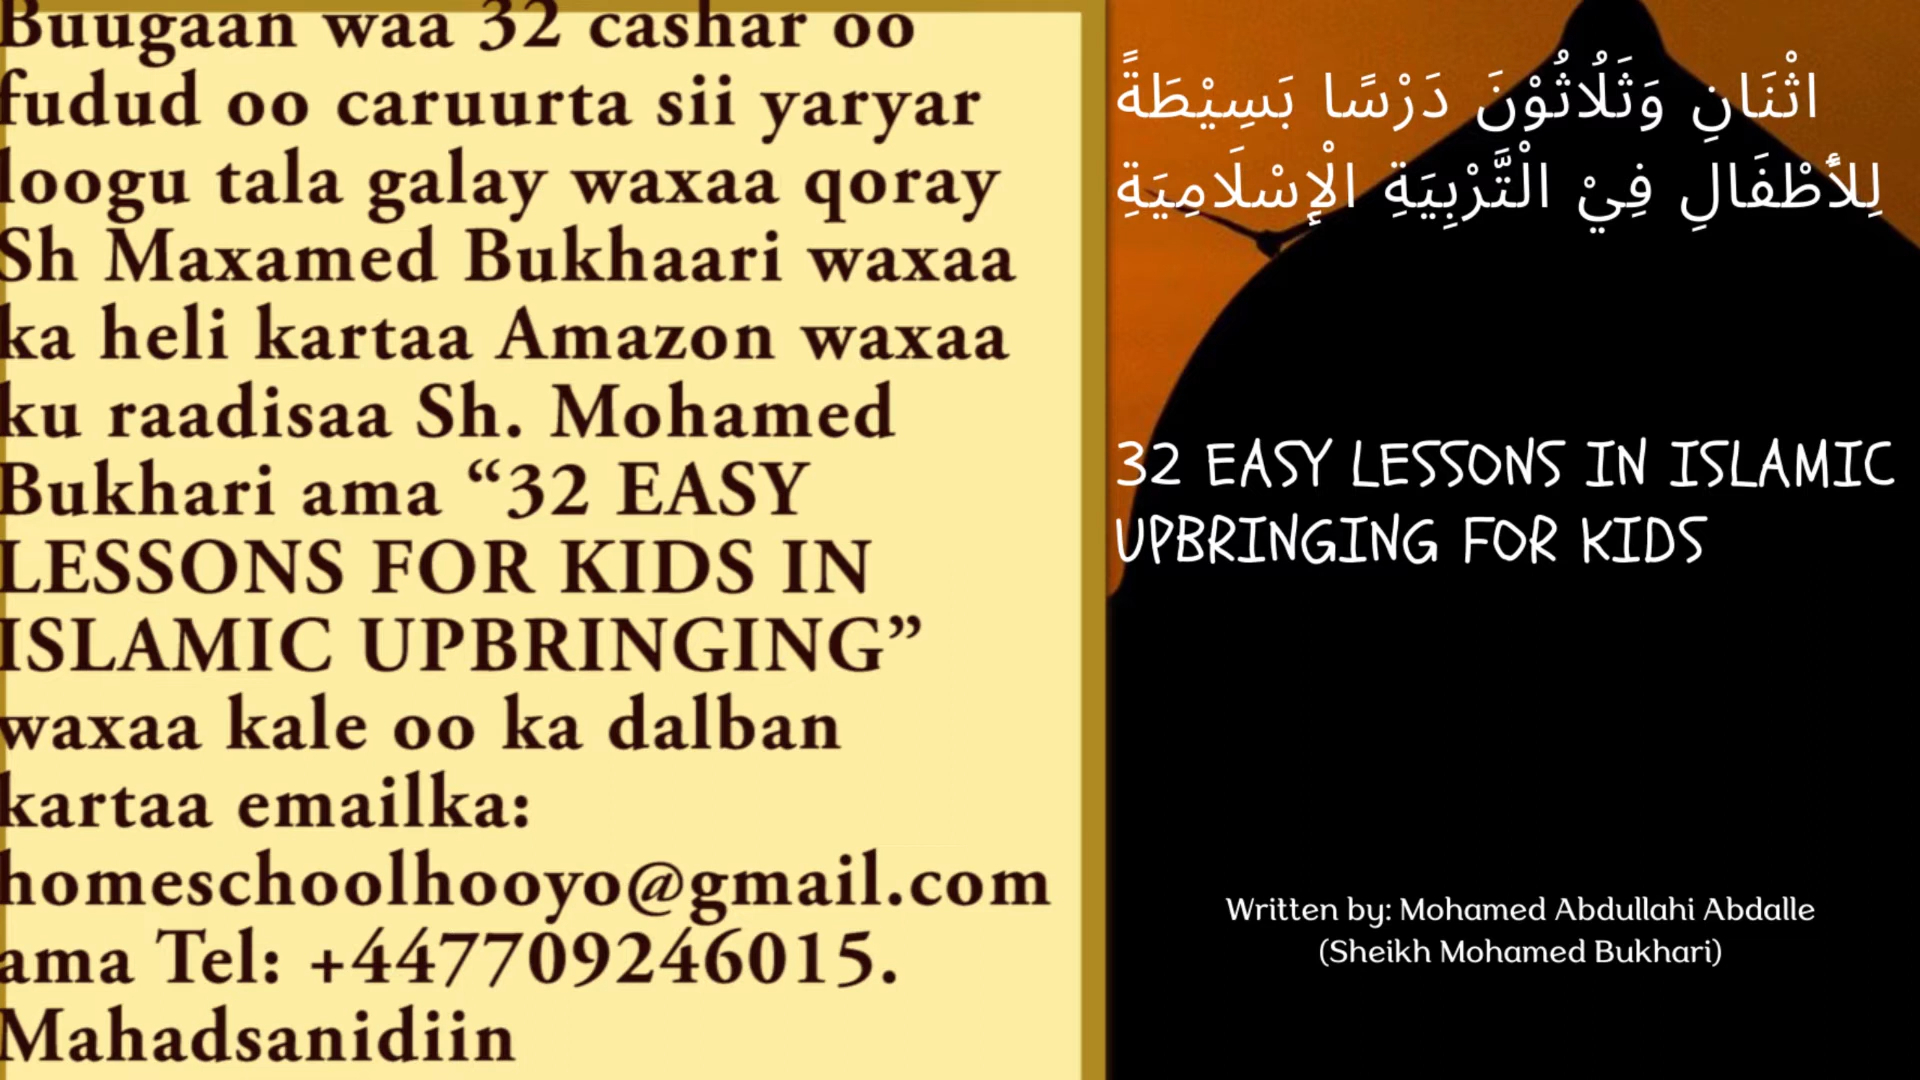 Buugaan waa 32 cashar oo
fudud oo caruurta sii yaryar
loogu tala galay waxaa qoray
Sh Maxamed Bukhaari waxaa
ka heli kartaa Amazon waxaa
ku raadisaa Sh. Mohamed
Bukhari ama “32 EASY
LESSONS FOR KIDS IN
ISLAMIC UPBRINGING”
waxaa kale oo ka dalban
kartaa emailka:
homeschoolhooyo@gmail.com
ama Tel: +447709246015.
Mahadsanidiin
اثْنَانِ وَثَلُاثُوْنَ دَرْسًا بَسِيْطَةً
لِلأَطْفَالِ فِيْ الْتَّرْبِيَةِ الْإِسْلَامِيَةِ
32 EASY LESSONS IN ISLAMIC
UPBRINGING FOR KIDS
Written by: Mohamed Abdullahi Abdalle
(Sheikh Mohamed Bukhari)